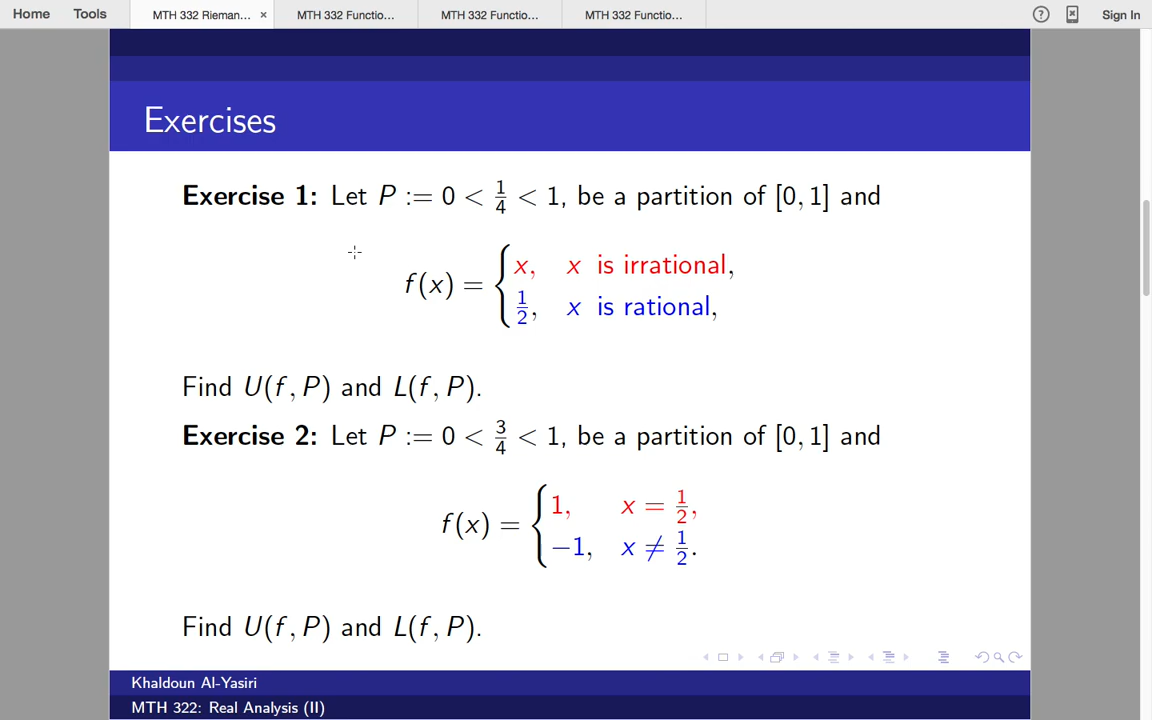 Home Tools MTH 332 Rieman... × MTH 332 Functio... MTH 332 Functio... MTH 332 Functio... ? Sign In
Exercises
Exercise 1: Let P := 0 < 1/4 < 1, be a partition of [0, 1] and
f(x) = { x, x is irrational,
1/2, x is rational,
Find U(f, P) and L(f, P).
Exercise 2: Let P := 0 < 3/4 < 1, be a partition of [0, 1] and
f(x) = { 1, x = 1/2,
−1, x ≠ 1/2.
Find U(f, P) and L(f, P).
Khaldoun Al-Yasiri
MTH 322: Real Analysis (II)